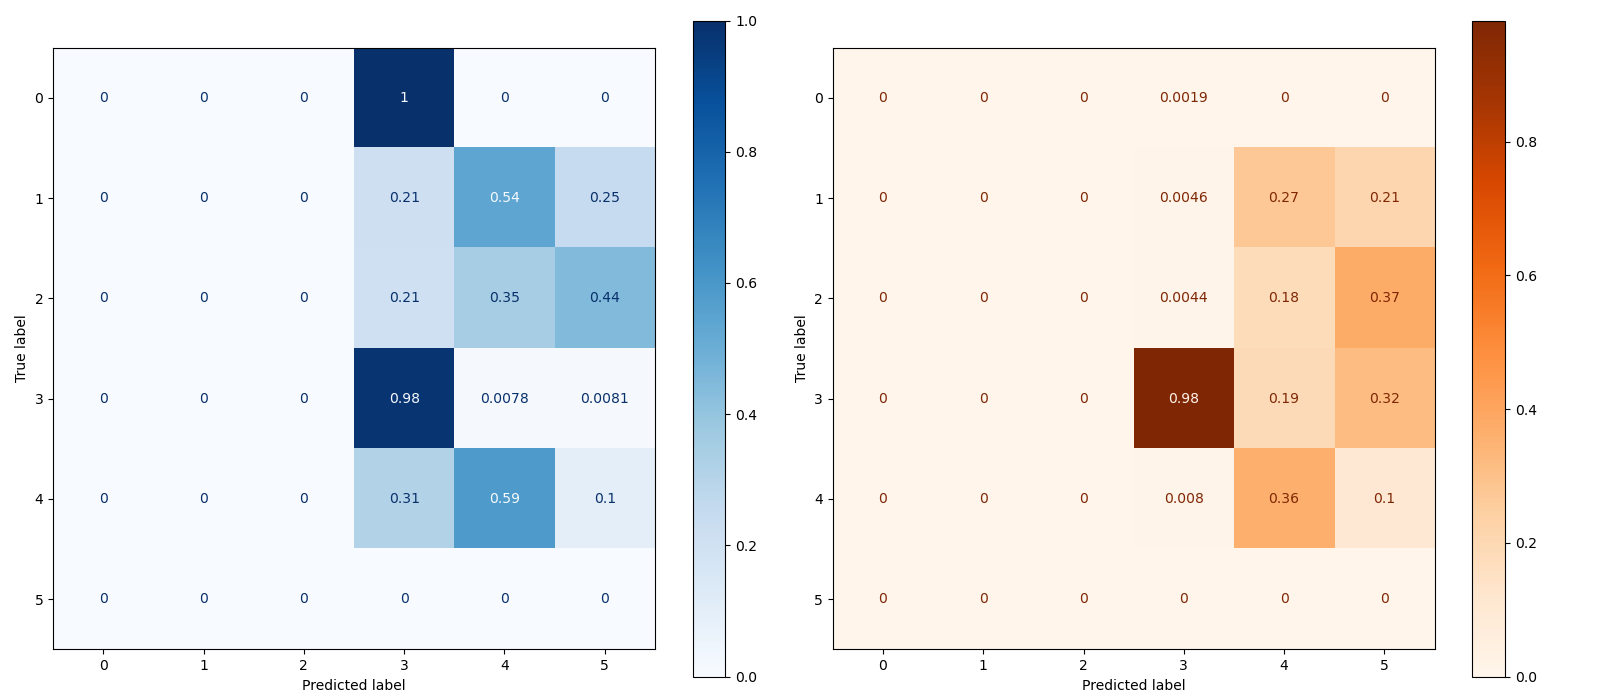 1.0
0 0 0 0 1 0 0
0 0 0 0 0.0019 0 0
0.8
0.8
1 0 0 0 0.21 0.54 0.25
1 0 0 0 0.0046 0.27 0.21
0.6
0.6
2 0 0 0 0.21 0.35 0.44
2 0 0 0 0.0044 0.18 0.37
True label
True label
0.4
0.4
3 0 0 0 0.98 0.0078 0.0081
3 0 0 0 0.98 0.19 0.32
4 0 0 0 0.31 0.59 0.1
4 0 0 0 0.008 0.36 0.1
0.2
0.2
5 0 0 0 0 0 0
5 0 0 0 0 0 0
0.0
0.0
0 1 2 3 4 5
0 1 2 3 4 5
Predicted label
Predicted label